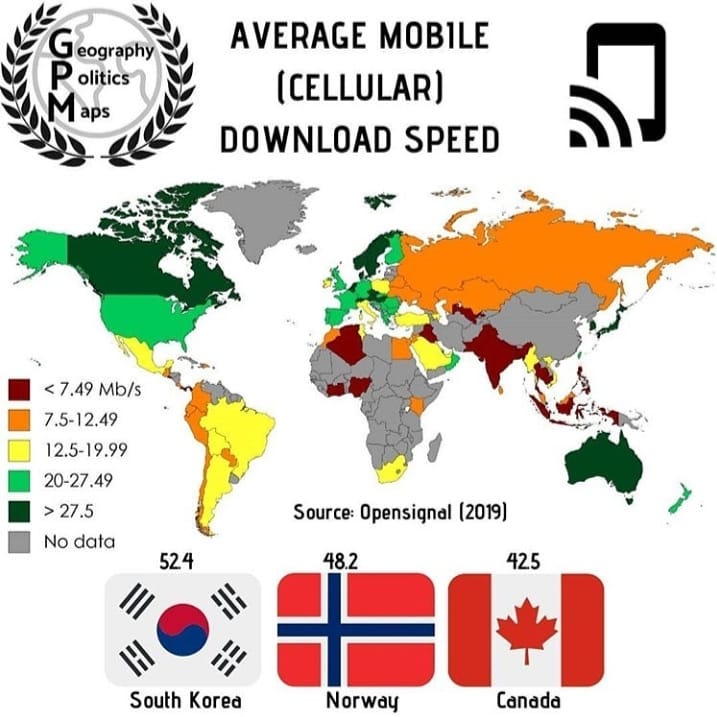 Geography
Politics
Maps
AVERAGE MOBILE
(CELLULAR)
DOWNLOAD SPEED
< 7.49 Mb/s
7.5-12.49
12.5-19.99
20-27.49
> 27.5
No data
Source: Opensignal (2019)
52.4
48.2
42.5
South Korea
Norway
Canada